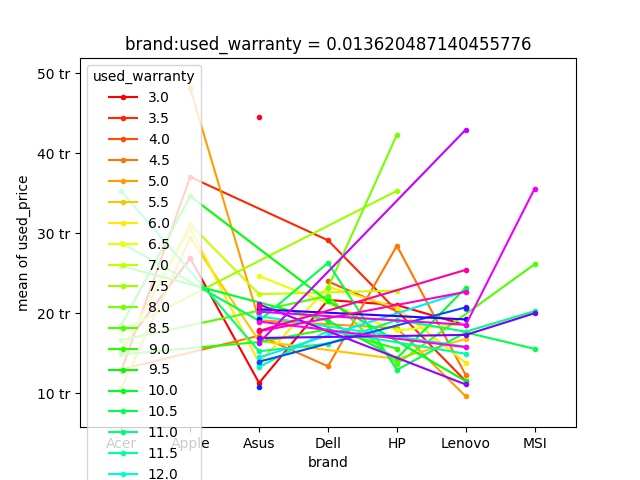 brand:used_warranty = 0.013620487140455776
50 tr
40 tr
30 tr
20 tr
10 tr
mean of used_price
used_warranty
3.0
3.5
4.0
4.5
5.0
5.5
6.0
6.5
7.0
7.5
8.0
8.5
9.0
9.5
10.0
10.5
11.0
11.5
12.0
Acer Apple Asus Dell HP Lenovo MSI
brand